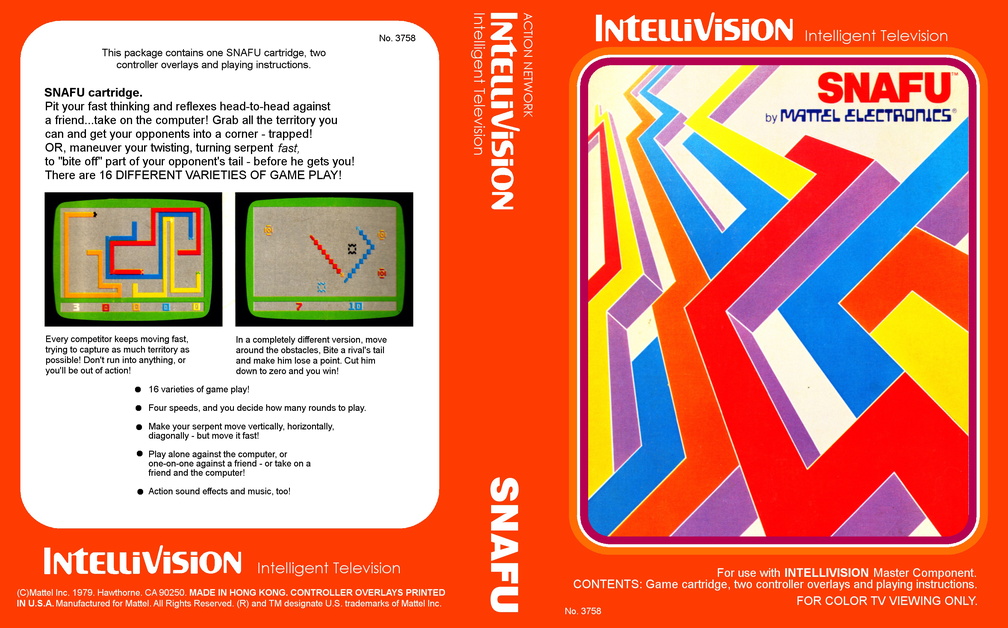 No. 3758
This package contains one SNAFU cartridge, two
controller overlays and playing instructions.
SNAFU cartridge.
Pit your fast thinking and reflexes head-to-head against
a friend...take on the computer! Grab all the territory you
can and get your opponents into a corner - trapped!
OR, maneuver your twisting, turning serpent fast,
to "bite off" part of your opponent's tail - before he gets you!
There are 16 DIFFERENT VARIETIES OF GAME PLAY!
7 10
Every competitor keeps moving fast,
trying to capture as much territory as
possible! Don't run into anything, or
you'll be out of action!
In a completely different version, move
around the obstacles, Bite a rival's tail
and make him lose a point. Cut him
down to zero and you win!
16 varieties of game play!
Four speeds, and you decide how many rounds to play.
Make your serpent move vertically, horizontally,
diagonally - but move it fast!
Play alone against the computer, or
one-on-one against a friend - or take on a
friend and the computer!
Action sound effects and music, too!
INTELLIVISION Intelligent Television
(C)Mattel Inc. 1979. Hawthorne. CA 90250. MADE IN HONG KONG. CONTROLLER OVERLAYS PRINTED
IN U.S.A. Manufactured for Mattel. All Rights Reserved. (R) and TM designate U.S. trademarks of Mattel Inc.
ACTION NETWORK
INTELLIVISION
Intelligent Television
SNAFU
INTELLIVISION Intelligent Television
SNAFU™
by MATTEL ELECTRONICS®
For use with INTELLIVISION Master Component.
CONTENTS: Game cartridge, two controller overlays and playing instructions.
FOR COLOR TV VIEWING ONLY.
No. 3758